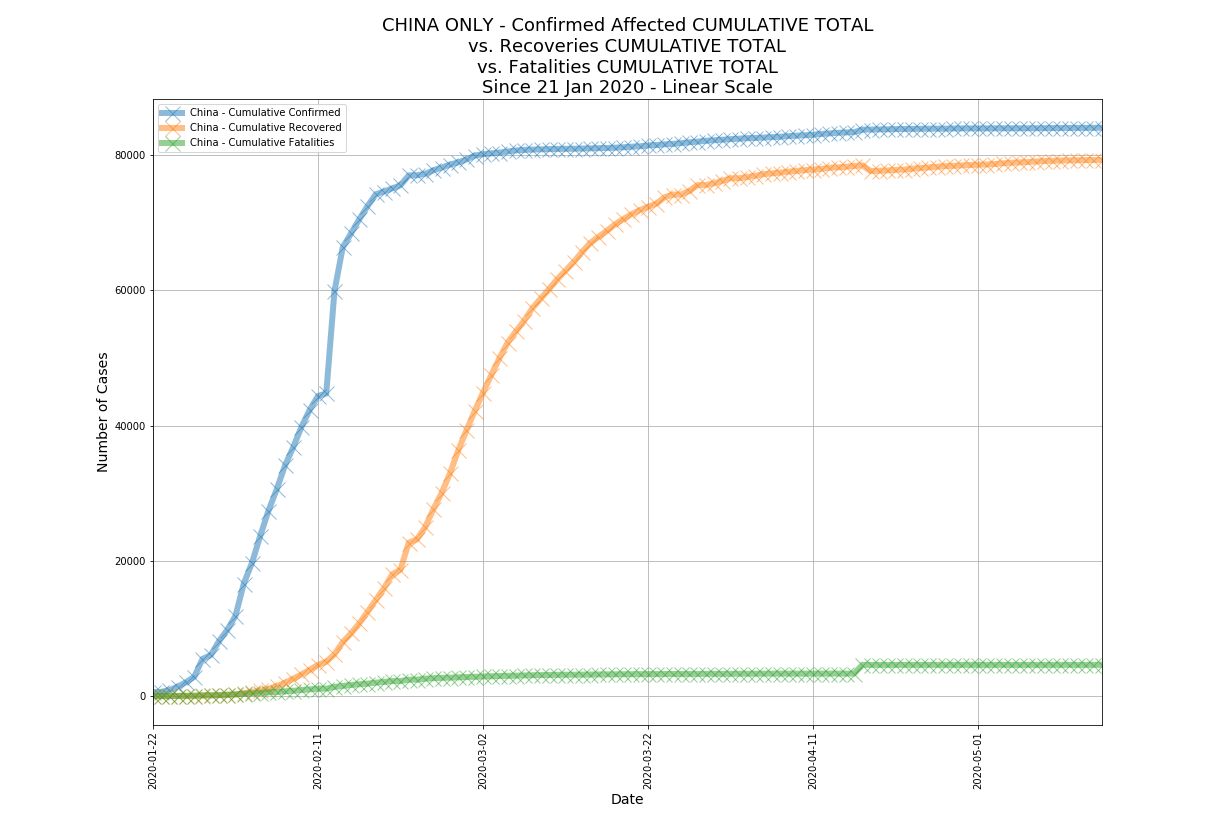 CHINA ONLY - Confirmed Affected CUMULATIVE TOTAL
vs. Recoveries CUMULATIVE TOTAL
vs. Fatalities CUMULATIVE TOTAL
Since 21 Jan 2020 - Linear Scale
China - Cumulative Confirmed
China - Cumulative Recovered
China - Cumulative Fatalities
Number of Cases
80000
60000
40000
20000
0
2020-01-22
2020-02-11
2020-03-02
2020-03-22
2020-04-11
2020-05-01
Date